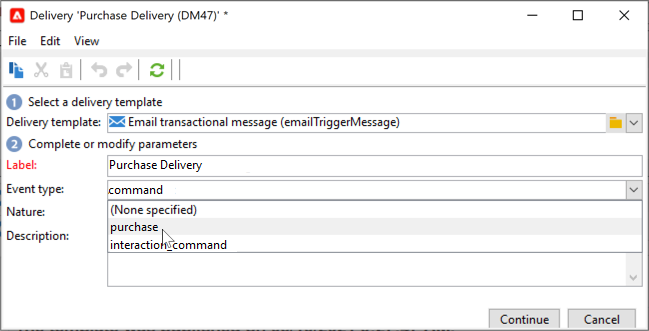 Delivery 'Purchase Delivery (DM47)' *
File Edit View
1 Select a delivery template
Delivery template: Email transactional message (emailTriggerMessage)
2 Complete or modify parameters
Label: Purchase Delivery
Event type: command
Nature: (None specified)
purchase
Description:
interaction_command
Continue Cancel